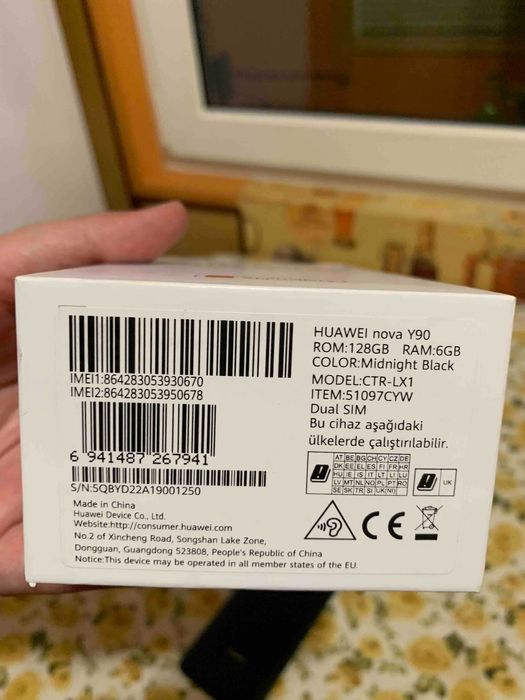 HUAWEI nova Y90
ROM:128GB RAM:6GB
COLOR:Midnight Black
MODEL:CTR-LX1
ITEM:51097CYW
Dual SIM
Bu cihaz aşağıdaki
ülkelerde çalıştırılabilir.
IMEI1:864283053930670
IMEI2:864283053950678
6 941487 267941
S/N:5QBYD22A19001250
AT BE BG CH CY CZ DE
DK EE EL ES FI FR HR
HU IE IS IT LT LI LU
LV MT NL NO PL PT RO
SE SK TR SI UK(NI)
UK
Made in China
Huawei Device Co., Ltd.
Website:http://consumer.huawei.com
No.2 of Xincheng Road, Songshan Lake Zone,
Dongguan, Guangdong 523808, People's Republic of China
Notice:This device may be operated in all member states of the EU.
CE